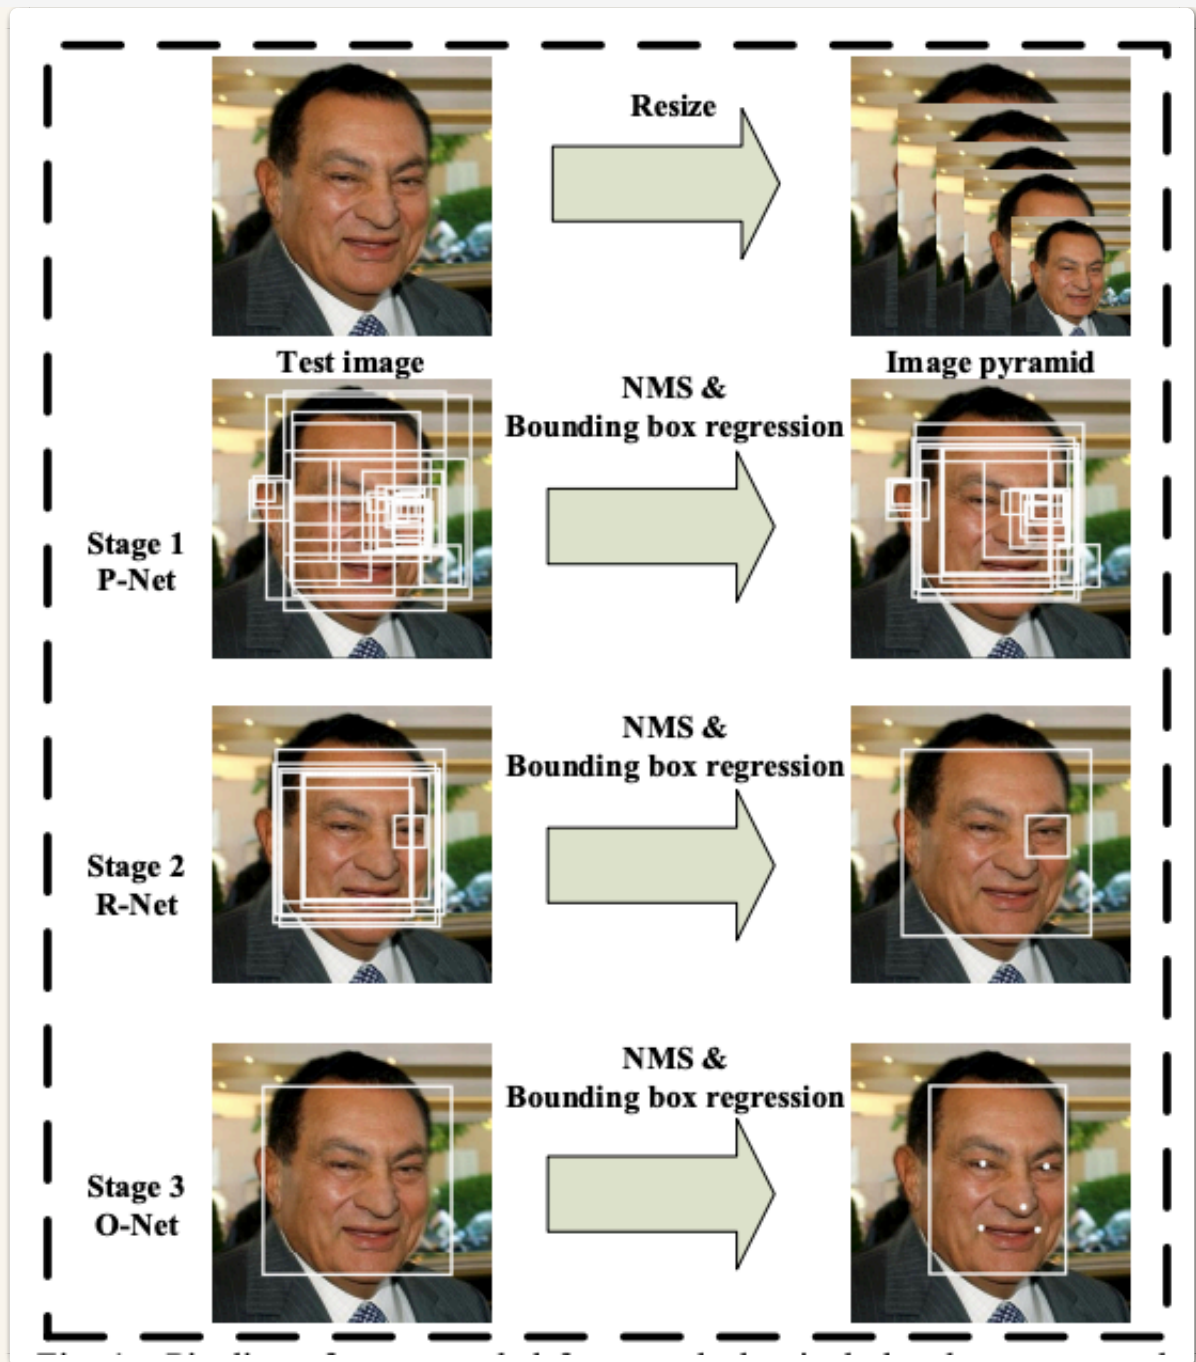 Resize
Test image
Image pyramid
NMS &
Bounding box regression
Stage 1
P-Net
NMS &
Bounding box regression
Stage 2
R-Net
NMS &
Bounding box regression
Stage 3
O-Net